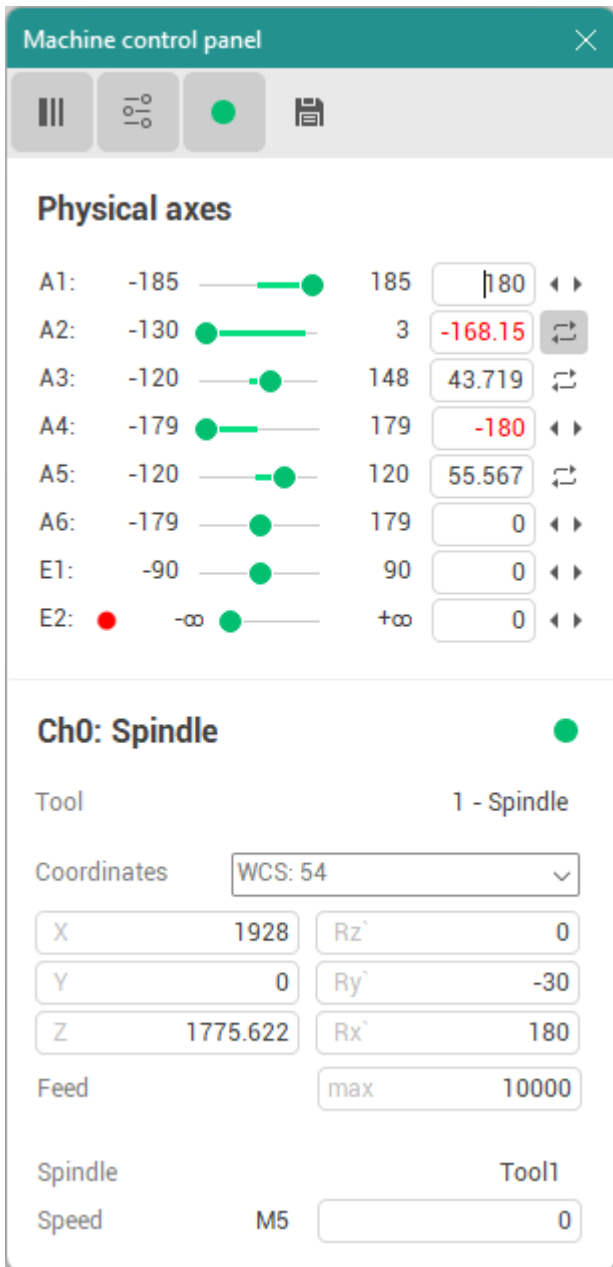 Machine control panel
Physical axes
A1: -185 185 180
A2: -130 3 -168.15
A3: -120 148 43.719
A4: -179 179 -180
A5: -120 120 55.567
A6: -179 179 0
E1: -90 90 0
E2: -∞ +∞ 0
Ch0: Spindle
Tool 1 - Spindle
Coordinates WCS: 54
X 1928 Rz` 0
Y 0 Ry` -30
Z 1775.622 Rx` 180
Feed max 10000
Spindle Tool1
Speed M5 0